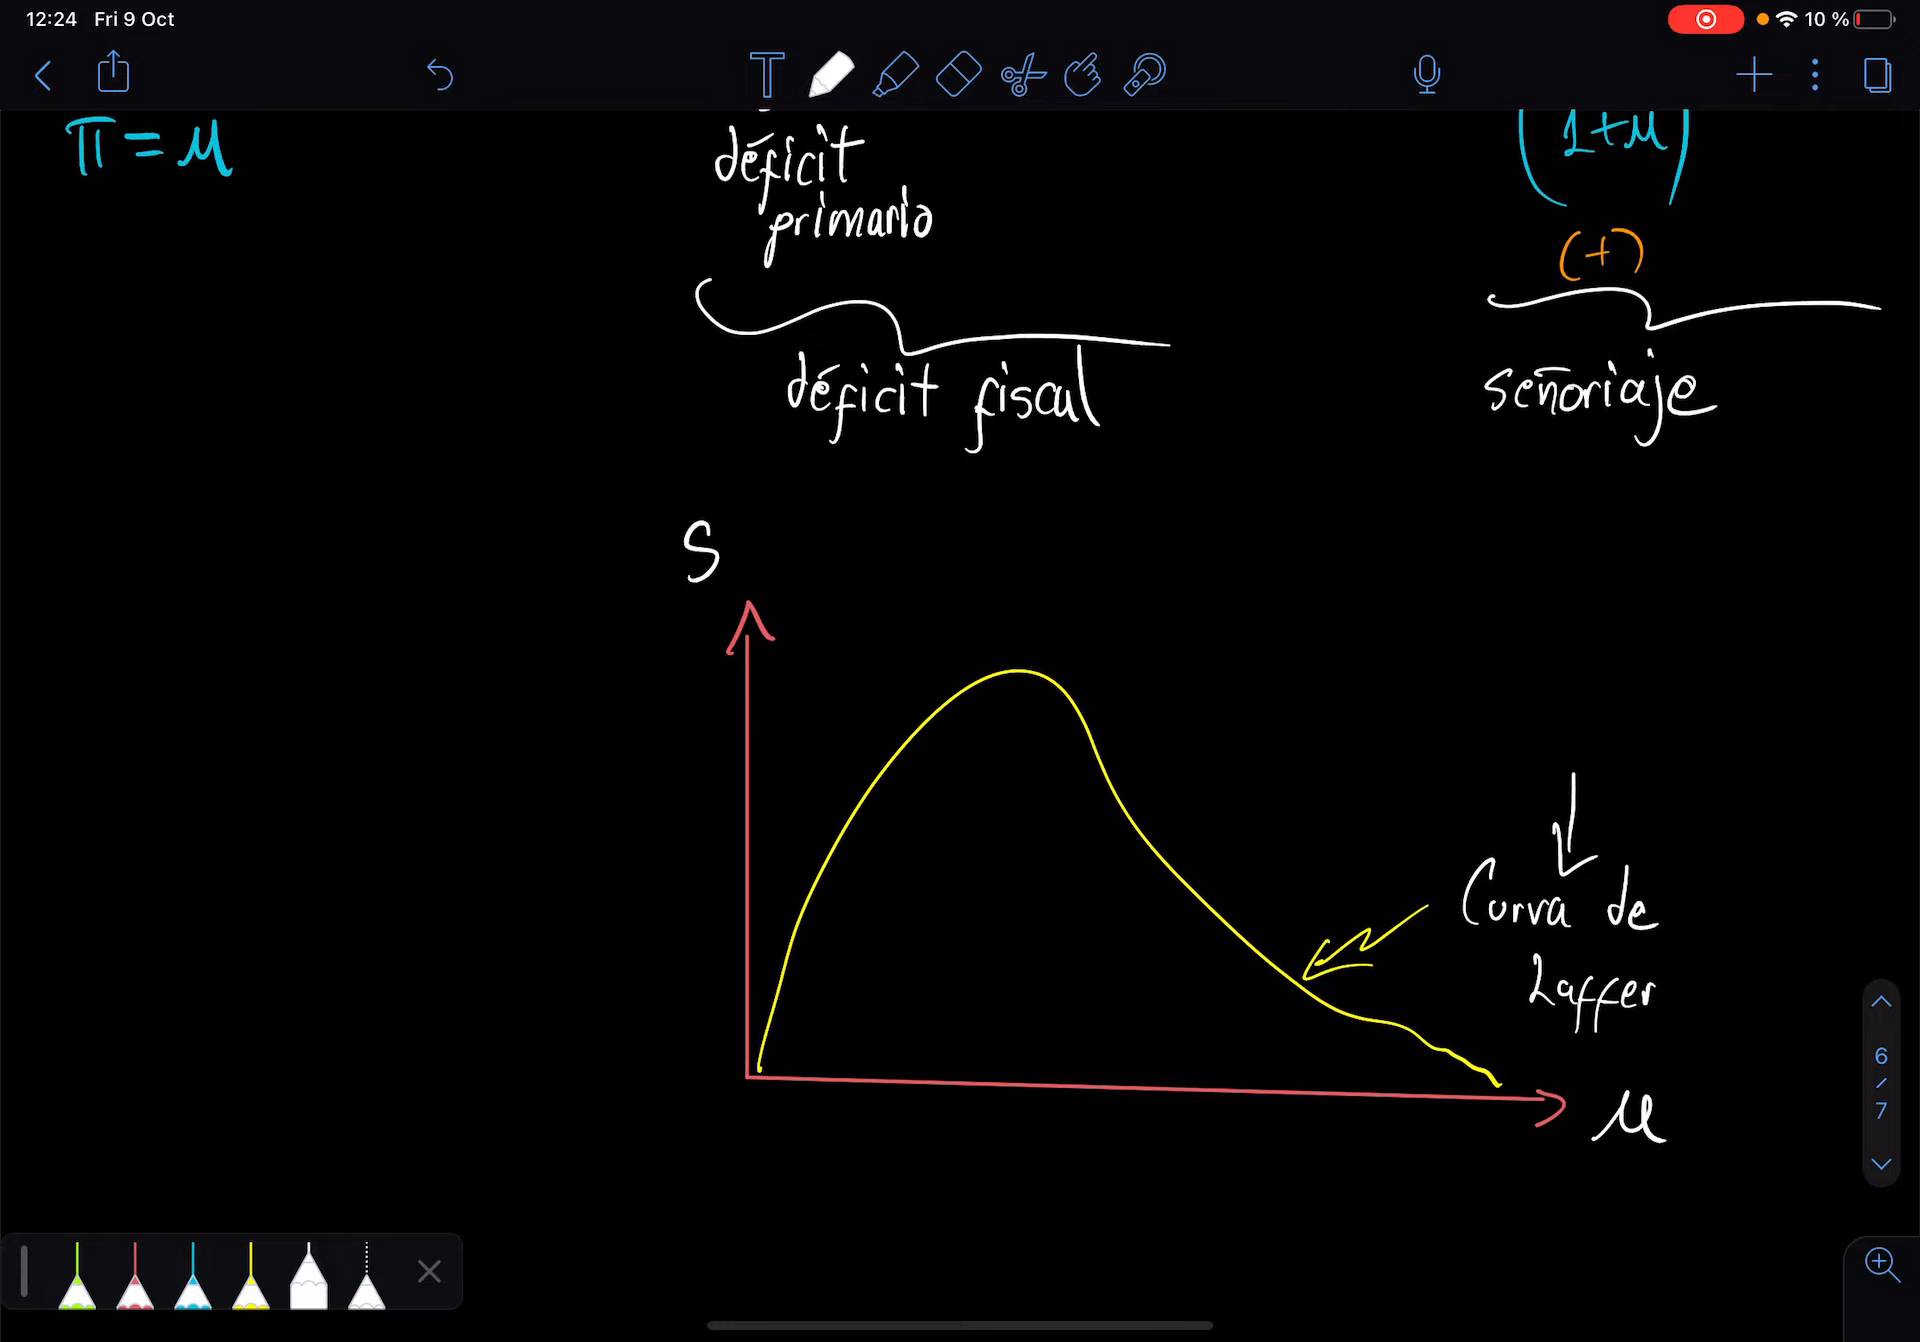 12:24 Fri 9 Oct
10 %
T
π = μ
déficit
primario
1+μ
(+)
déficit fiscal
señoriaje
S
Curva de
Laffer
μ
6
/
7